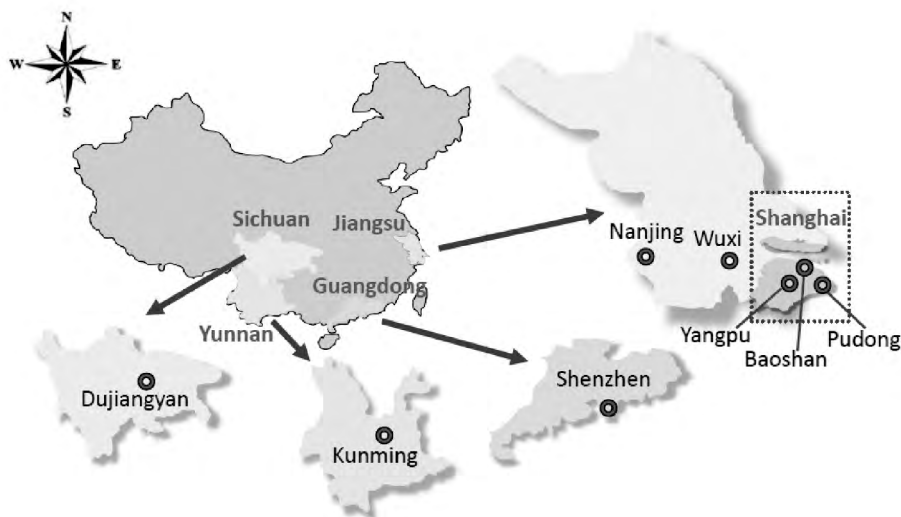 N
W E
S
Sichuan
Jiangsu
Guangdong
Yunnan
Nanjing
Wuxi
Shanghai
Yangpu
Baoshan
Pudong
Dujiangyan
Kunming
Shenzhen